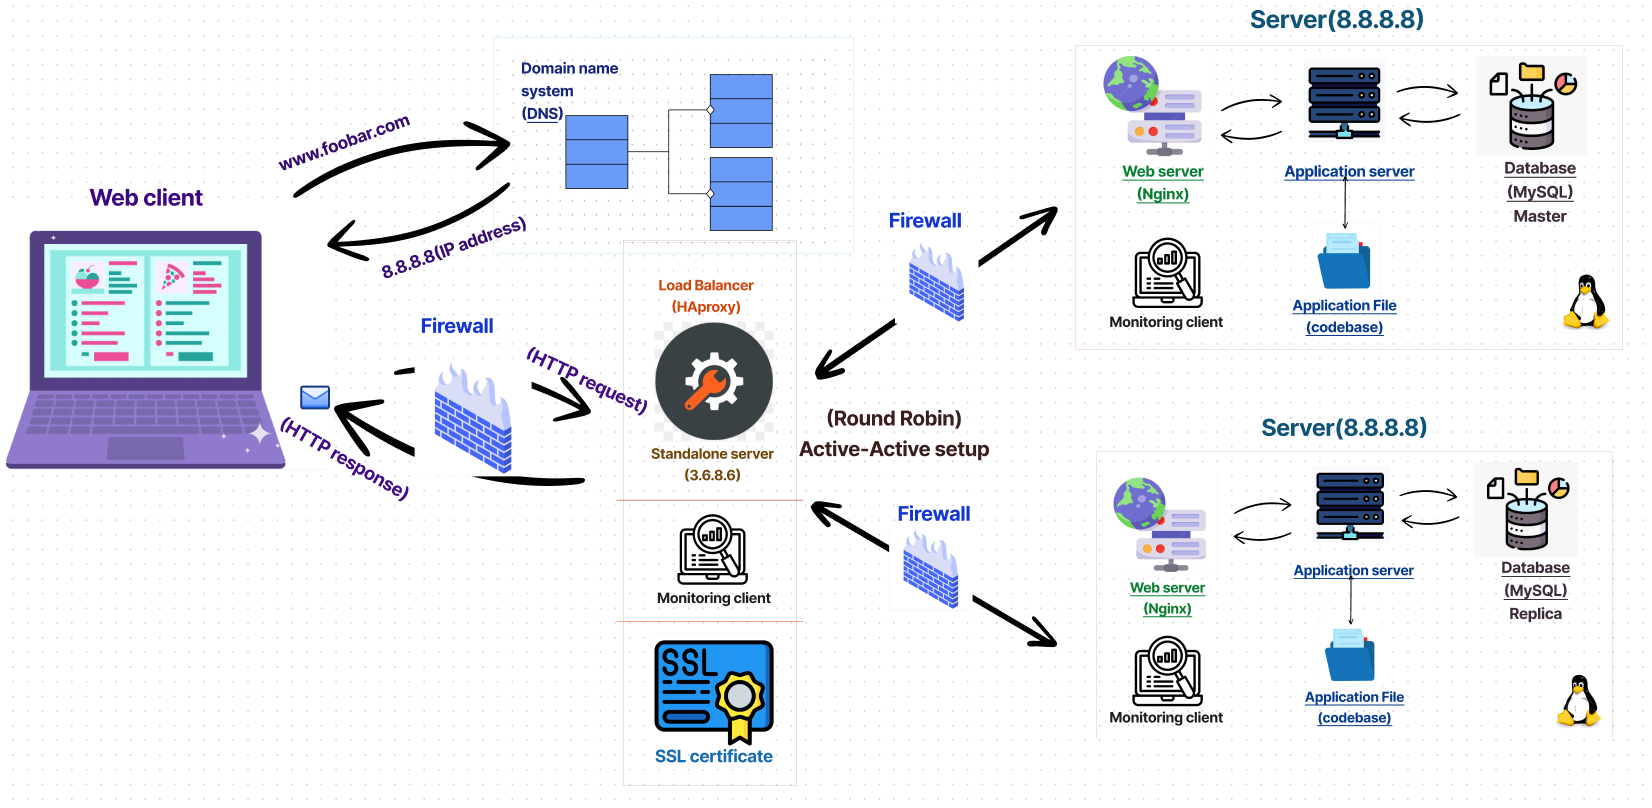 Server(8.8.8.8)
Domain name
system
(DNS)
www.foobar.com
8.8.8.8(IP address)
Web client
Web server
(Nginx)
Application server
Database
(MySQL)
Master
Monitoring client
Application File
(codebase)
Firewall
Firewall
(HTTP request)
(HTTP response)
Load Balancer
(HAproxy)
Standalone server
(3.6.8.6)
(Round Robin)
Active-Active setup
Monitoring client
SSL
SSL certificate
Firewall
Server(8.8.8.8)
Web server
(Nginx)
Application server
Database
(MySQL)
Replica
Monitoring client
Application File
(codebase)